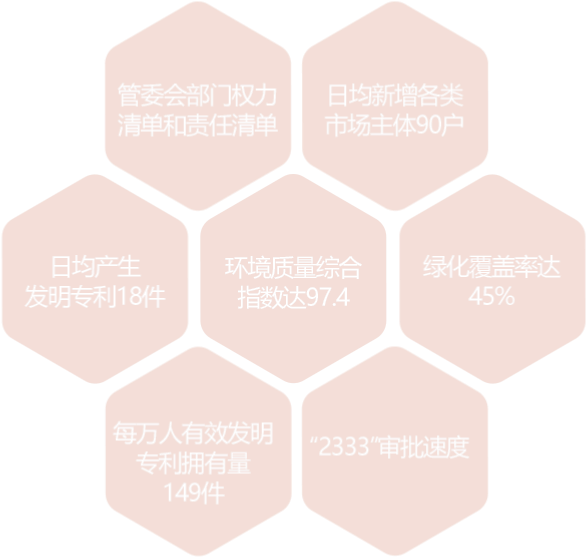 管委会部门权力
清单和责任清单
日均新增各类
市场主体90户
日均产生
发明专利18件
环境质量综合
指数达97.4
绿化覆盖率达
45%
每万人有效发明
专利拥有量
149件
“2333”审批速度